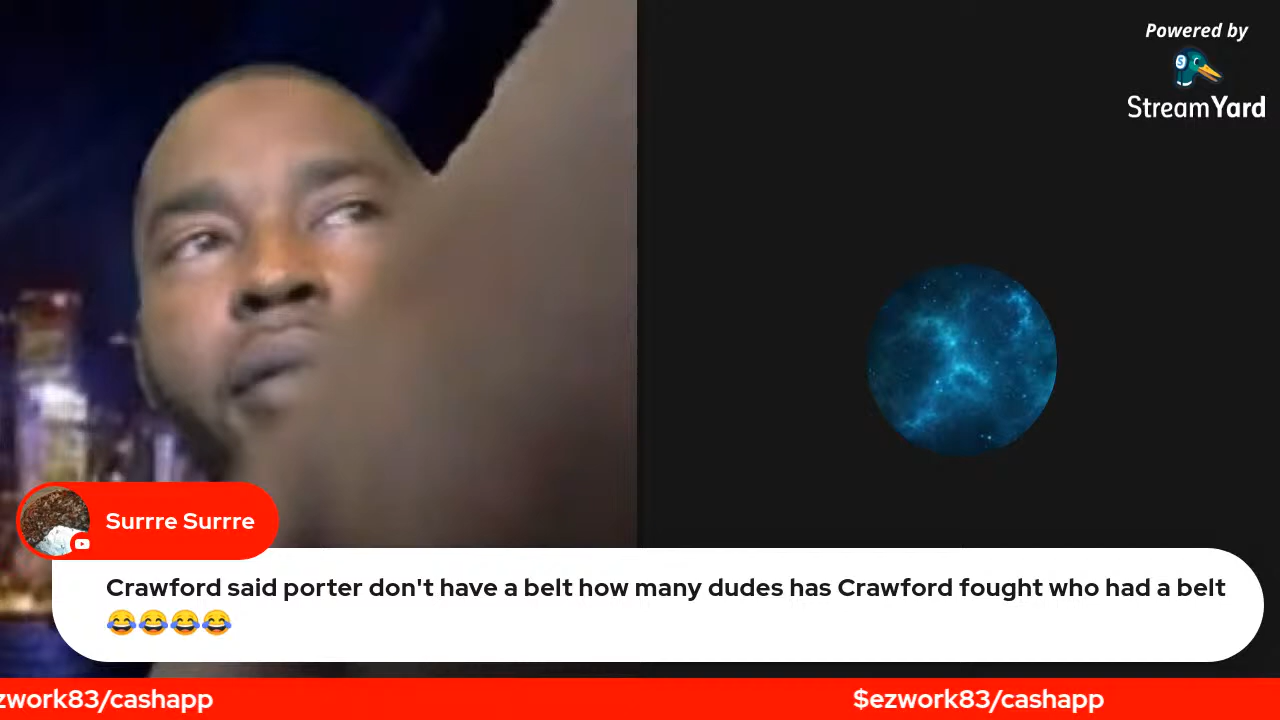 Powered by
StreamYard
Surrre Surrre
Crawford said porter don't have a belt how many dudes has Crawford fought who had a belt
😂😂😂😂
zwork83/cashapp
$ezwork83/cashapp